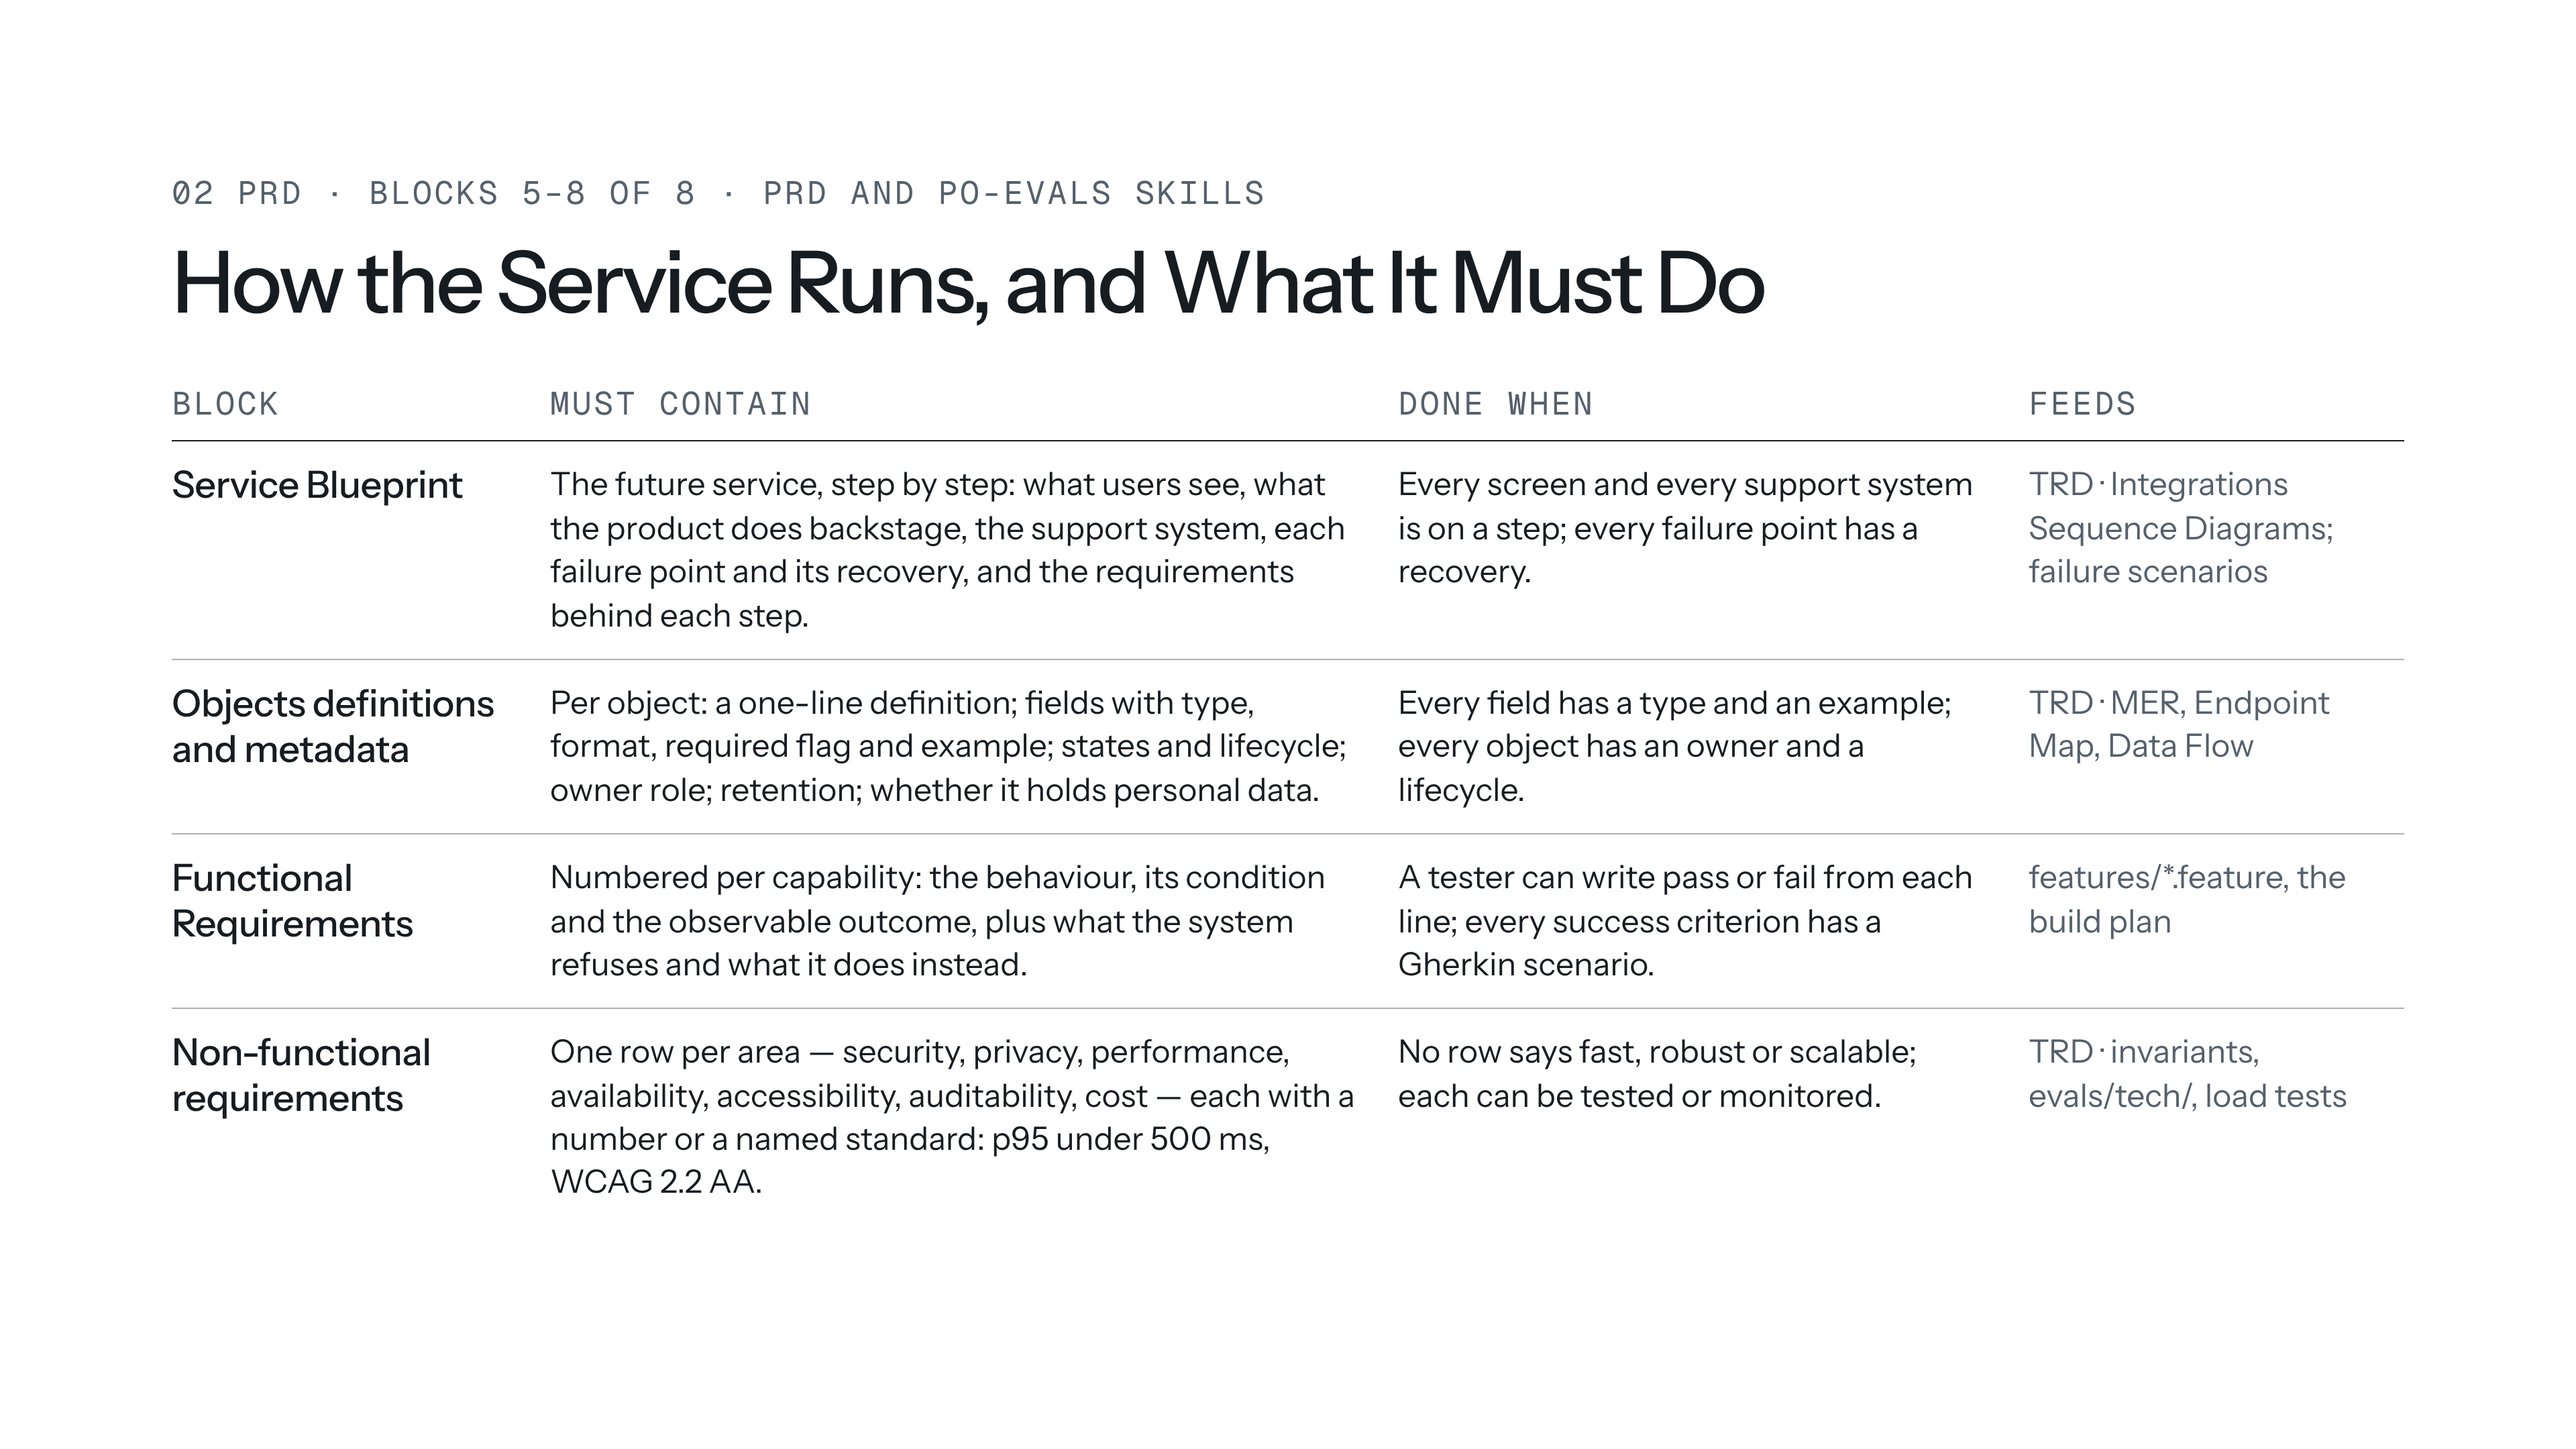 02 PRD · BLOCKS 5–8 OF 8 · PRD AND PO-EVALS SKILLS
How the Service Runs, and What It Must Do
BLOCK MUST CONTAIN DONE WHEN FEEDS
Service Blueprint
The future service, step by step: what users see, what
the product does backstage, the support system, each
failure point and its recovery, and the requirements
behind each step.
Every screen and every support system
is on a step; every failure point has a
recovery.
TRD · Integrations
Sequence Diagrams;
failure scenarios
Objects definitions
and metadata
Per object: a one-line definition; fields with type,
format, required flag and example; states and lifecycle;
owner role; retention; whether it holds personal data.
Every field has a type and an example;
every object has an owner and a
lifecycle.
TRD · MER, Endpoint
Map, Data Flow
Functional
Requirements
Numbered per capability: the behaviour, its condition
and the observable outcome, plus what the system
refuses and what it does instead.
A tester can write pass or fail from each
line; every success criterion has a
Gherkin scenario.
features/*.feature, the
build plan
Non-functional
requirements
One row per area — security, privacy, performance,
availability, accessibility, auditability, cost — each with a
number or a named standard: p95 under 500 ms,
WCAG 2.2 AA.
No row says fast, robust or scalable;
each can be tested or monitored.
TRD · invariants,
evals/tech/, load tests